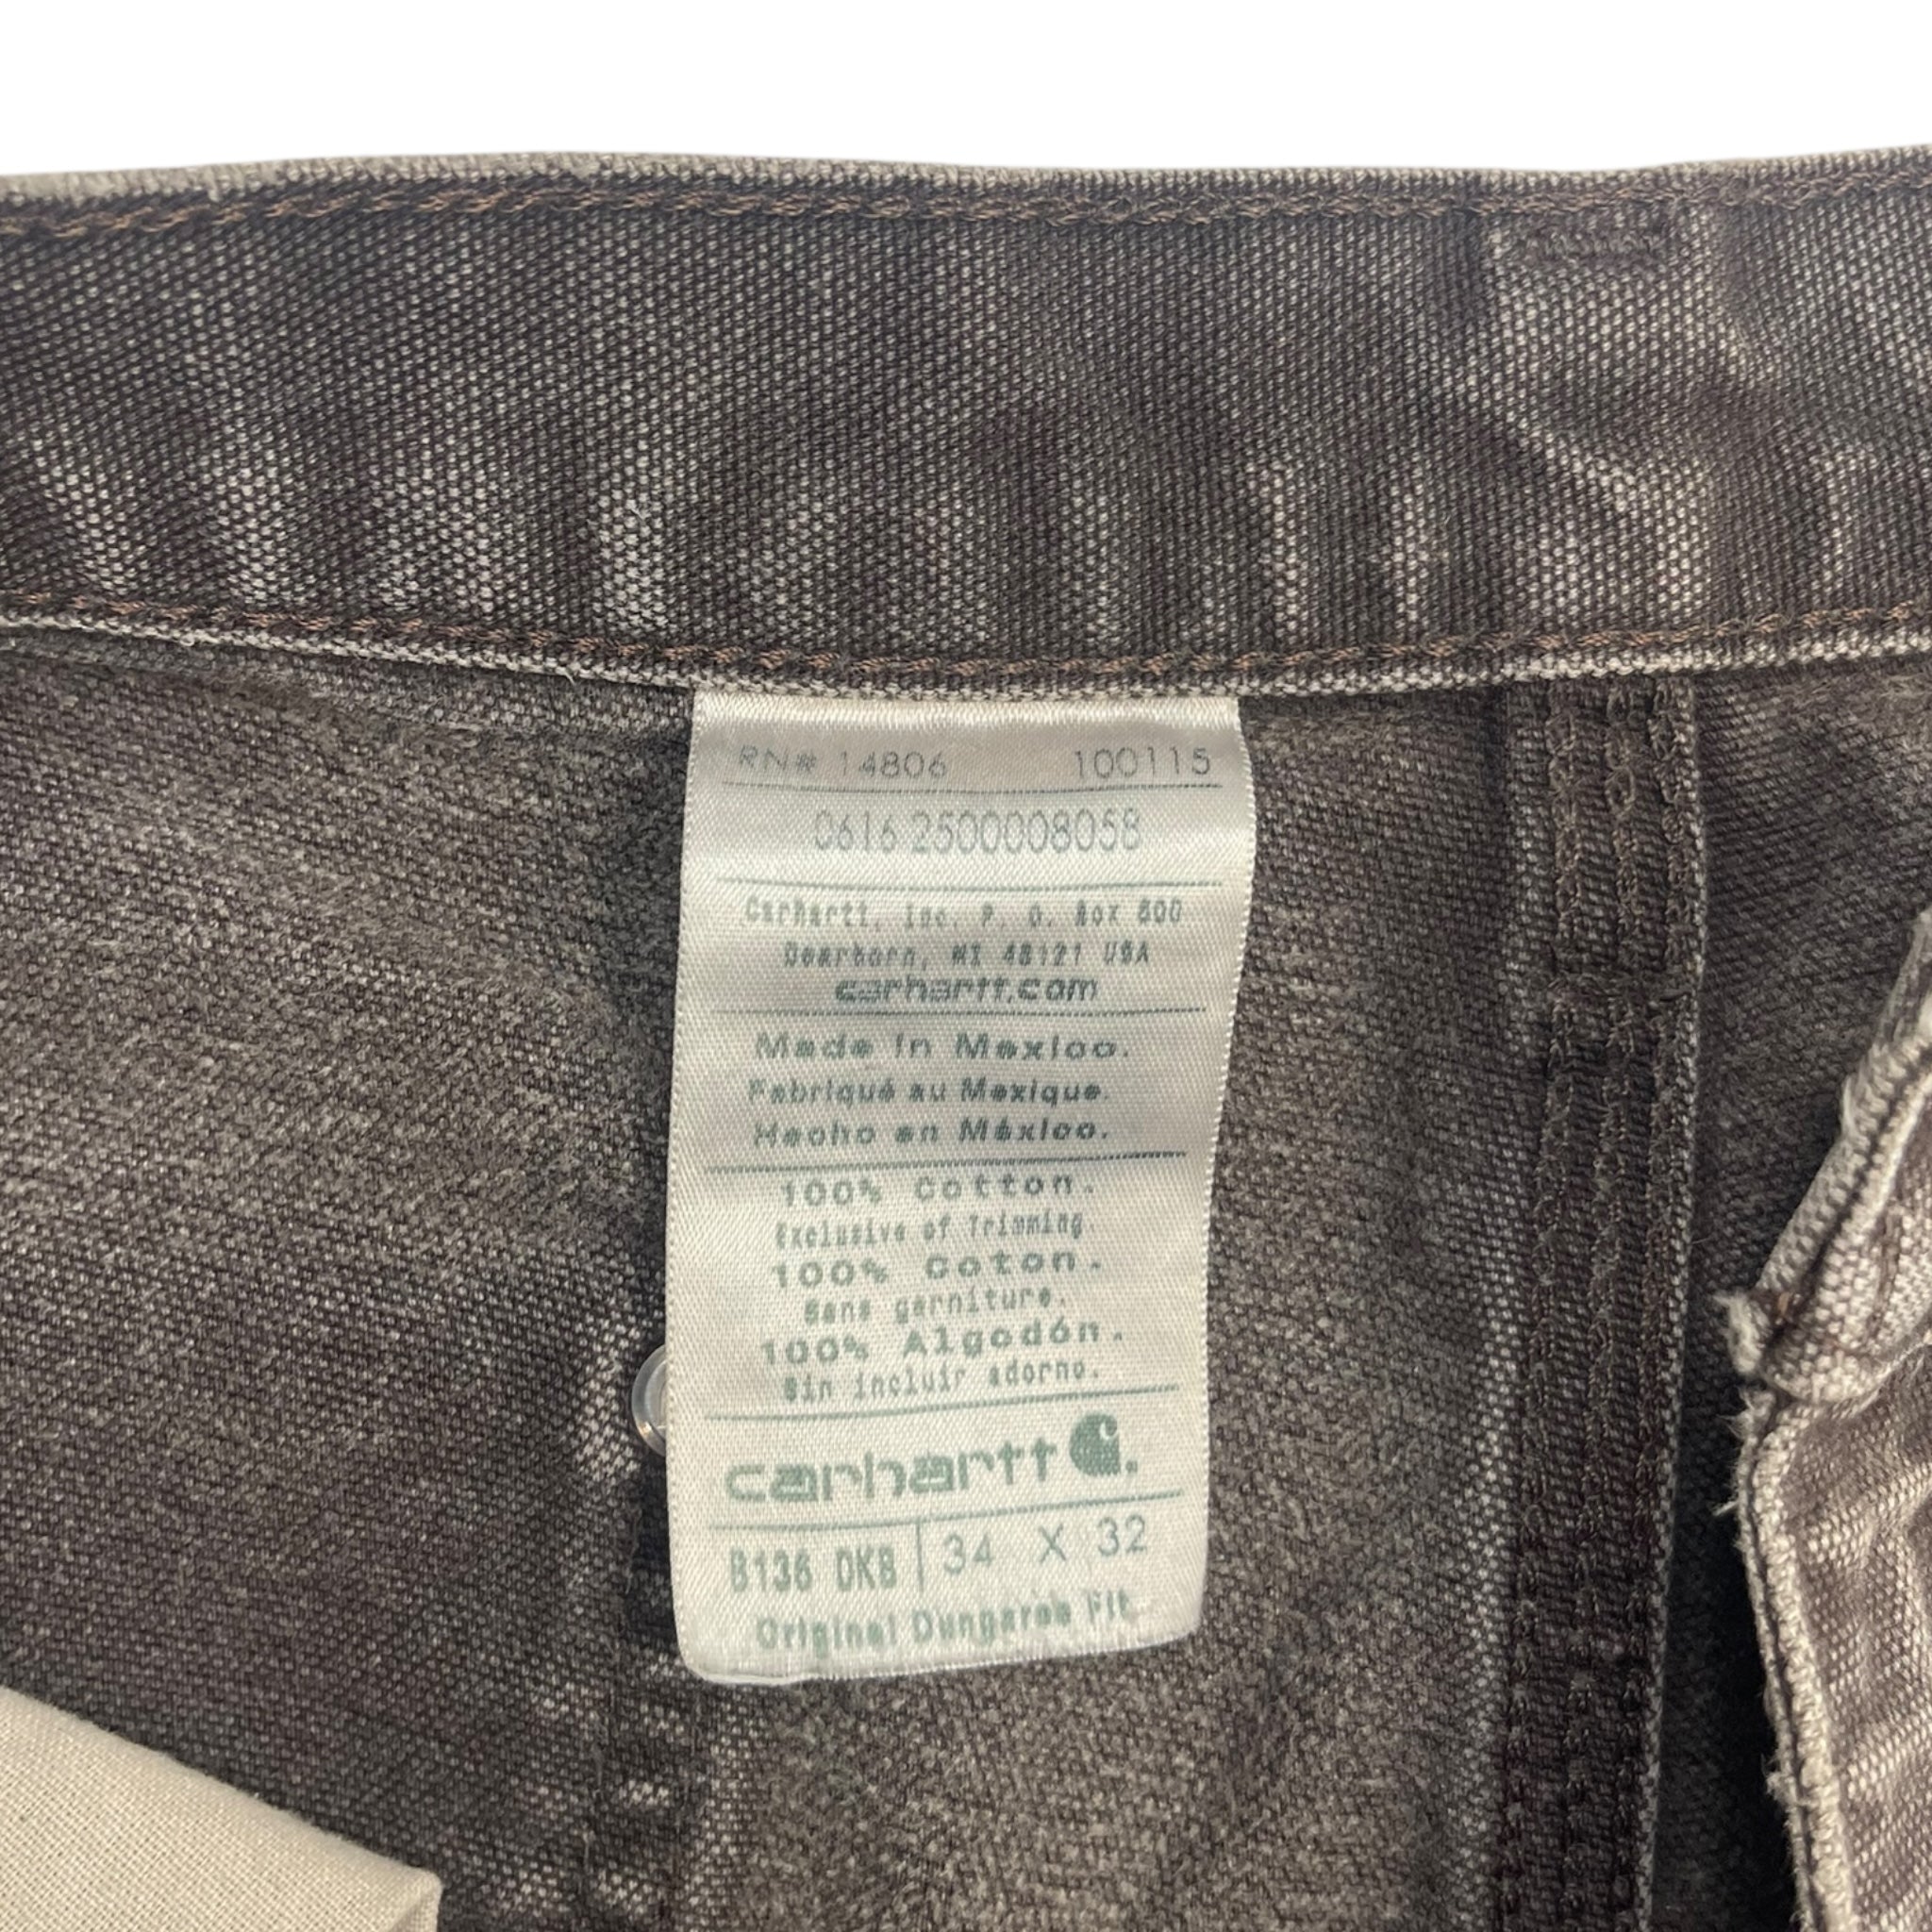 RN# 14806 100115
0616 2500008058
Carhartt, Inc. P. O. Box 600
Dearborn, MI 48121 USA
carhartt.com
Made in Mexico.
Fabriqué au Mexique.
Hecho en México.
100% Cotton.
Exclusive of Trimming
100% Coton.
Sans garniture.
100% Algodón.
Sin incluir adorno.
carhartt
B136 DKB 34 X 32
Original Dungaree Fit